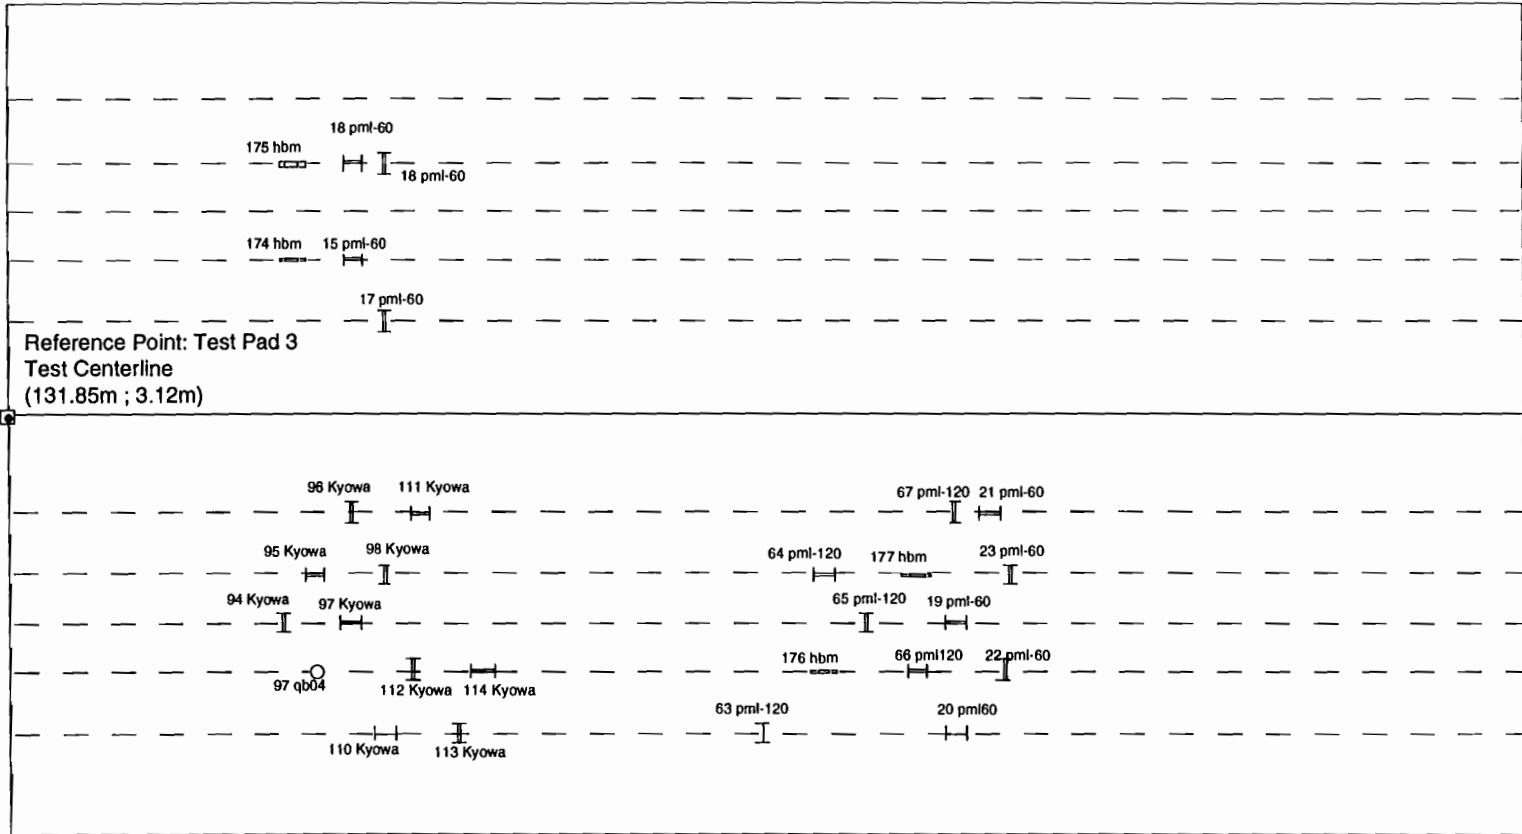 18 pml-60
175 hbm
18 pml-60
174 hbm 15 pml-60
17 pml-60
Reference Point: Test Pad 3
Test Centerline
(131.85m ; 3.12m)
96 Kyowa 111 Kyowa 67 pml-120 21 pml-60
95 Kyowa 98 Kyowa 64 pml-120 177 hbm 23 pml-60
94 Kyowa 97 Kyowa 65 pml-120 19 pml-60
176 hbm 66 pml120 22 pml-60
97 qb04 112 Kyowa 114 Kyowa
63 pml-120 20 pml60
110 Kyowa 113 Kyowa